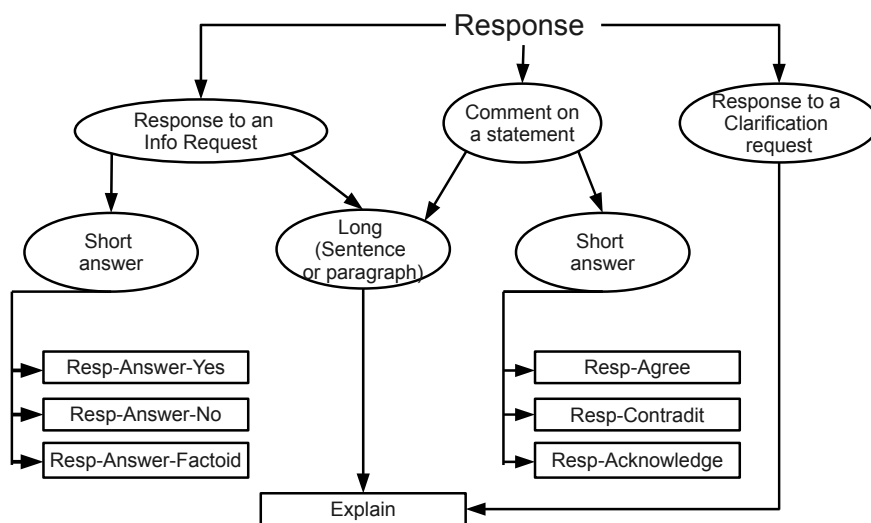 Response
Response to an
Info Request
Comment on
a statement
Response to a
Clarification
request
Short
answer
Long
(Sentence
or paragraph)
Short
answer
Resp-Answer-Yes
Resp-Answer-No
Resp-Answer-Factoid
Resp-Agree
Resp-Contradit
Resp-Acknowledge
Explain